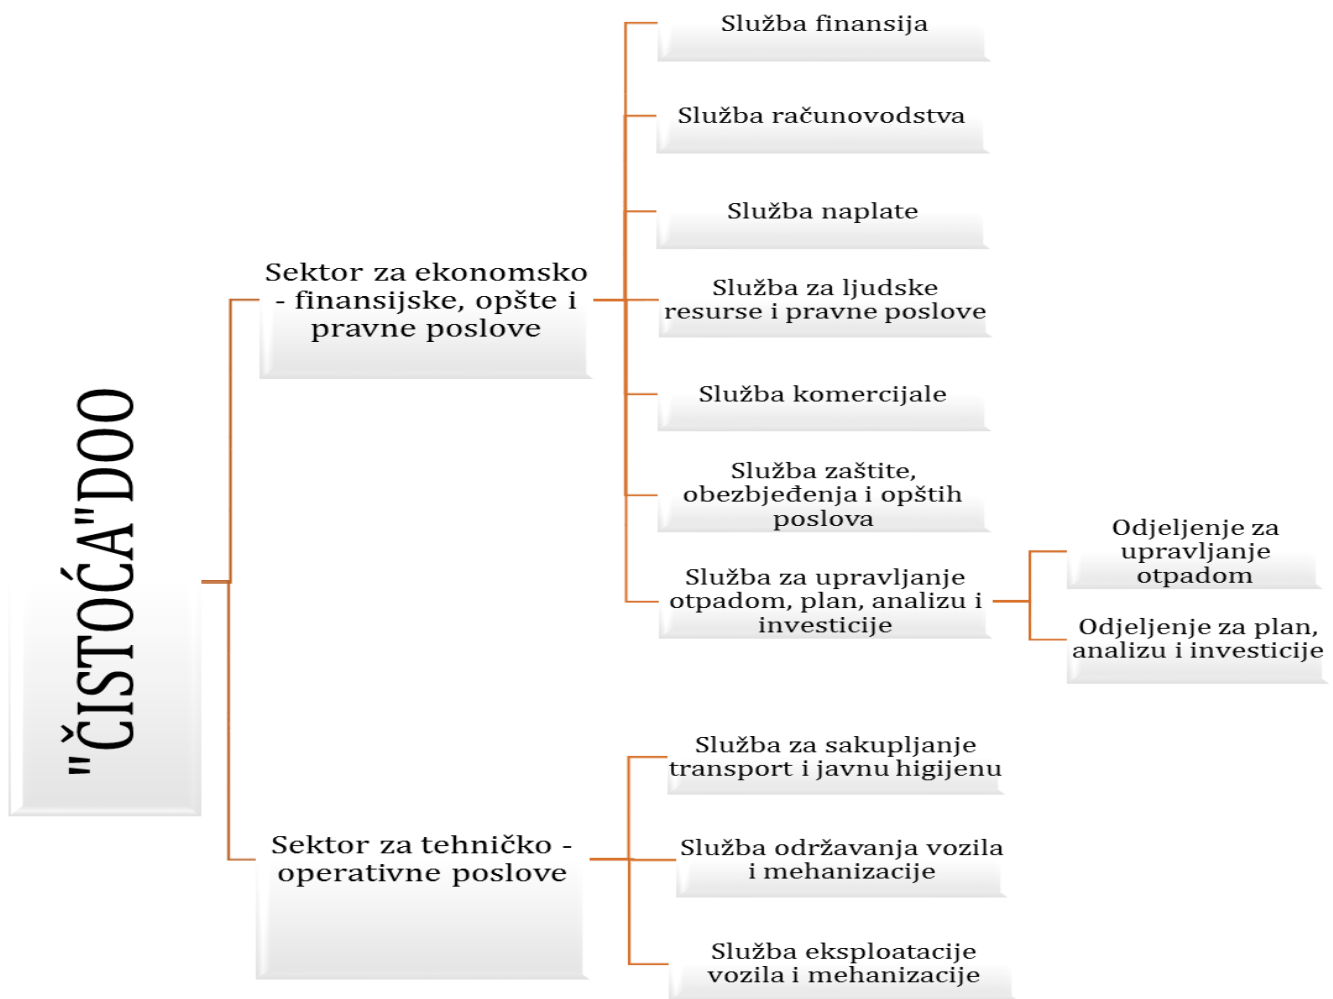 "ČISTOĆA"DOO
Sektor za ekonomsko
- finansijske, opšte i
pravne poslove
Služba finansija
Služba računovodstva
Služba naplate
Služba za ljudske
resurse i pravne poslove
Služba komercijale
Služba zaštite,
obezbjeđenja i opštih
poslova
Služba za upravljanje
otpadom, plan, analizu i
investicije
Odjeljenje za
upravljanje
otpadom
Odjeljenje za plan,
analizu i investicije
Sektor za tehničko -
operativne poslove
Služba za sakupljanje
transport i javnu higijenu
Služba održavanja vozila
i mehanizacije
Služba eksploatacije
vozila i mehanizacije